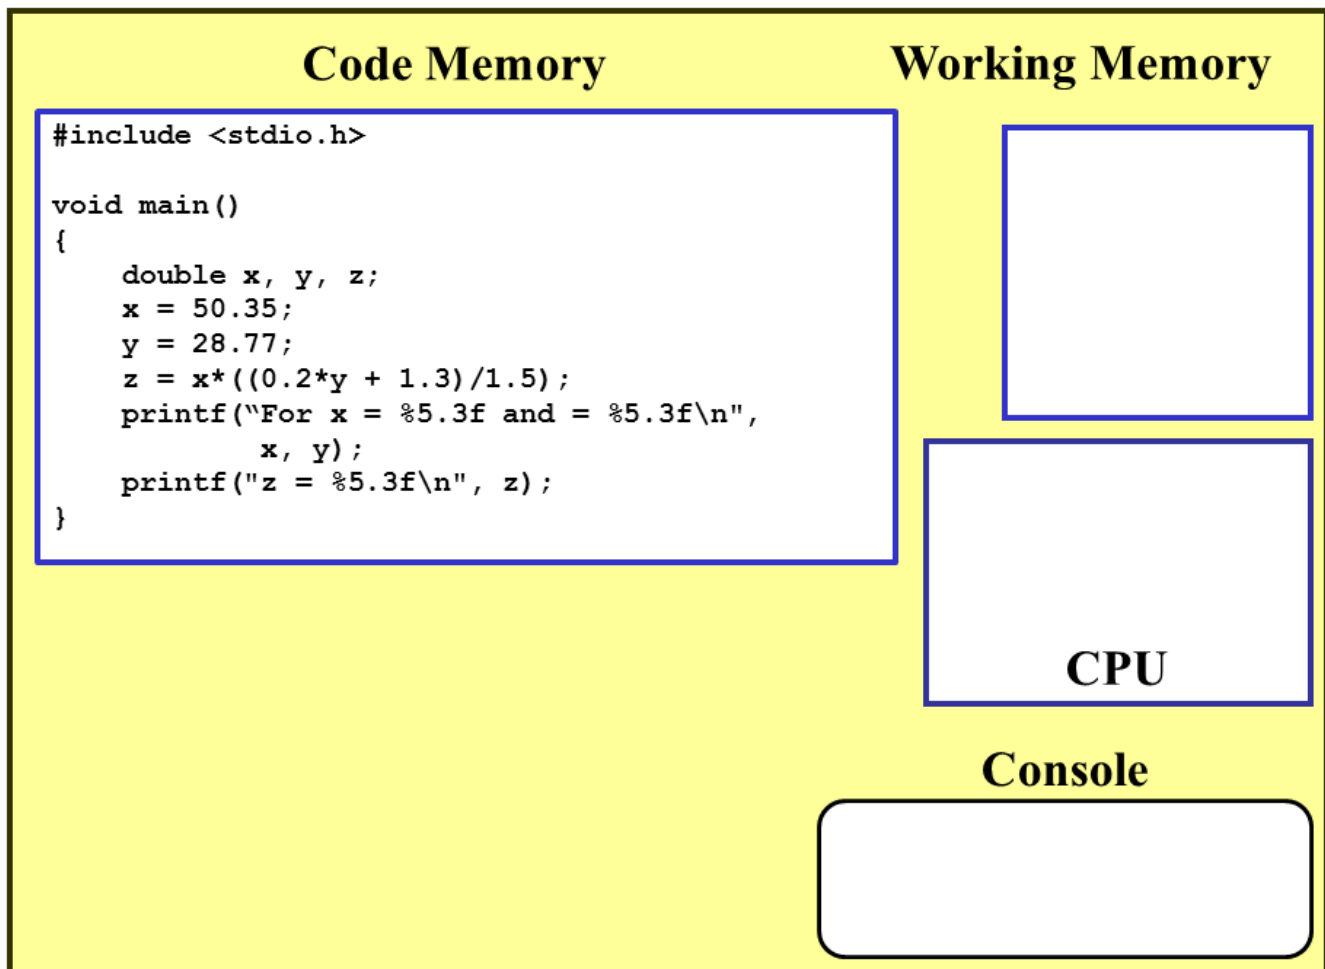 Code Memory
Working Memory
#include <stdio.h>
void main()
{
    double x, y, z;
    x = 50.35;
    y = 28.77;
    z = x*((0.2*y + 1.3)/1.5);
    printf(“For x = %5.3f and = %5.3f\n",
            x, y);
    printf("z = %5.3f\n", z);
}
CPU
Console